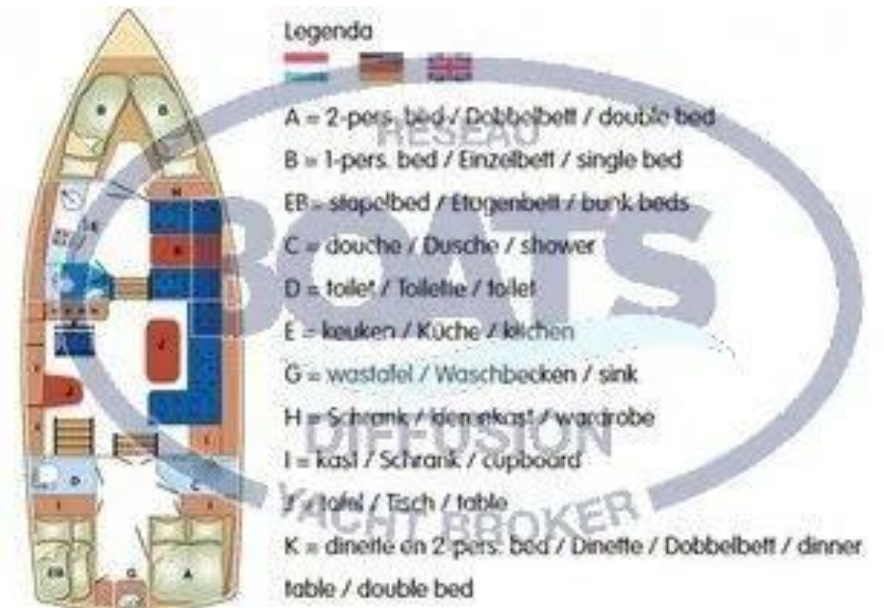 Legenda
A = 2-pers. bed / Dobbelbett / double bed
B = 1-pers. bed / Einzelbett / single bed
EB = stapelbed / Etagenbett / bunk beds
C = douche / Dusche / shower
D = toilet / Toilette / toilet
E = keuken / Küche / kitchen
G = wastafel / Waschbecken / sink
H = Schrank / klerenkast / wardrobe
I = kast / Schrank / cupboard
J = tafel / Tisch / table
K = dinette en 2-pers. bed / Dinette / Dobbelbett / dinner
table / double bed
RESEAU
BOATS
DIFFUSION
YACHT BROKER
B
B
H
E
K
J
J
I
I
I
D
C
I
I
EB
G
A